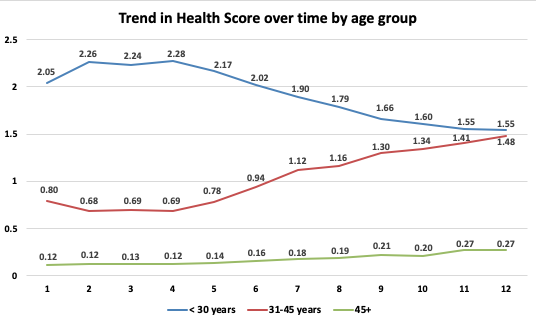 Trend in Health Score over time by age group
2.5
2
1.5
1
0.5
0
2.05 2.26 2.24 2.28 2.17 2.02 1.90 1.79 1.66 1.60 1.55 1.55
0.80 0.68 0.69 0.69 0.78 0.94 1.12 1.16 1.30 1.34 1.41 1.48
0.12 0.12 0.13 0.12 0.14 0.16 0.18 0.19 0.21 0.20 0.27 0.27
1 2 3 4 5 6 7 8 9 10 11 12
< 30 years 31-45 years 45+